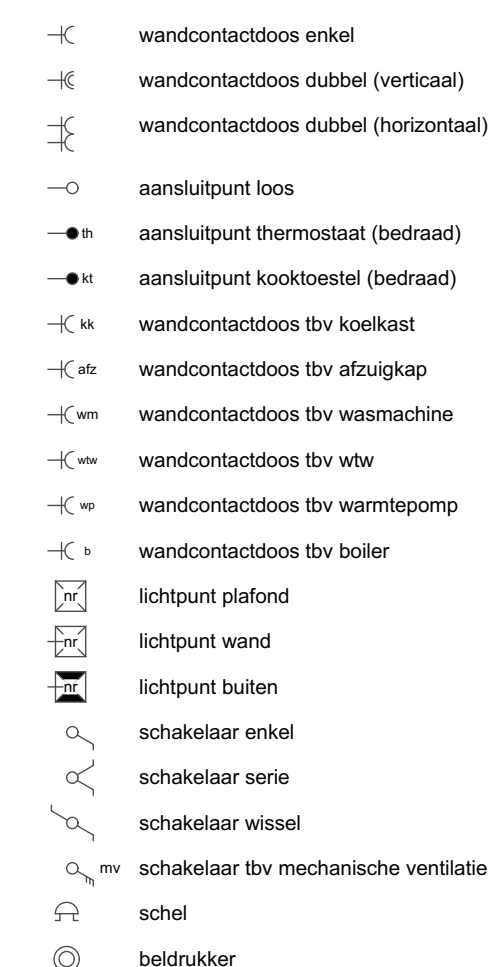 wandcontactdoos enkel
wandcontactdoos dubbel (verticaal)
wandcontactdoos dubbel (horizontaal)
aansluitpunt loos
th aansluitpunt thermostaat (bedraad)
kt aansluitpunt kooktoestel (bedraad)
kk wandcontactdoos tbv koelkast
afz wandcontactdoos tbv afzuigkap
wm wandcontactdoos tbv wasmachine
wtw wandcontactdoos tbv wtw
wp wandcontactdoos tbv warmtepomp
b wandcontactdoos tbv boiler
nr lichtpunt plafond
nr lichtpunt wand
nr lichtpunt buiten
schakelaar enkel
schakelaar serie
schakelaar wissel
mv schakelaar tbv mechanische ventilatie
schel
beldrukker